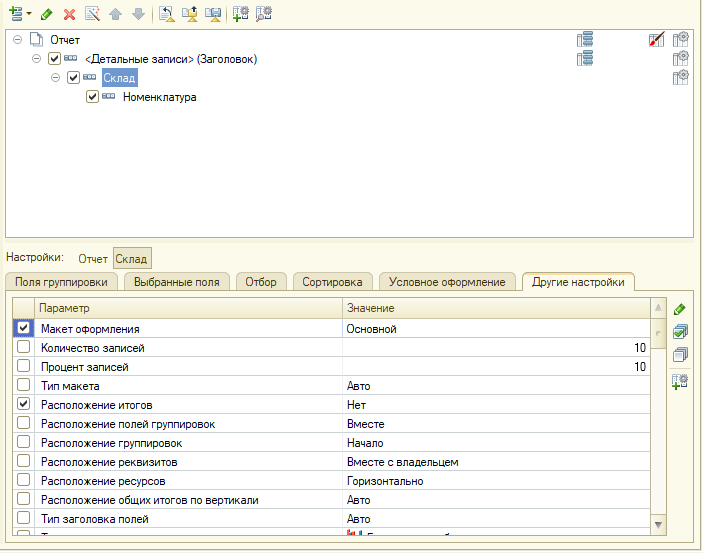 Отчет
<Детальные записи> (Заголовок)
Склад
Номенклатура
Настройки: Отчет Склад
Поля группировки Выбранные поля Отбор Сортировка Условное оформление Другие настройки
Параметр Значение
Макет оформления Основной
Количество записей 10
Процент записей 10
Тип макета Авто
Расположение итогов Нет
Расположение полей группировок Вместе
Расположение группировок Начало
Расположение реквизитов Вместе с владельцем
Расположение ресурсов Горизонтально
Расположение общих итогов по вертикали Авто
Тип заголовка полей Авто